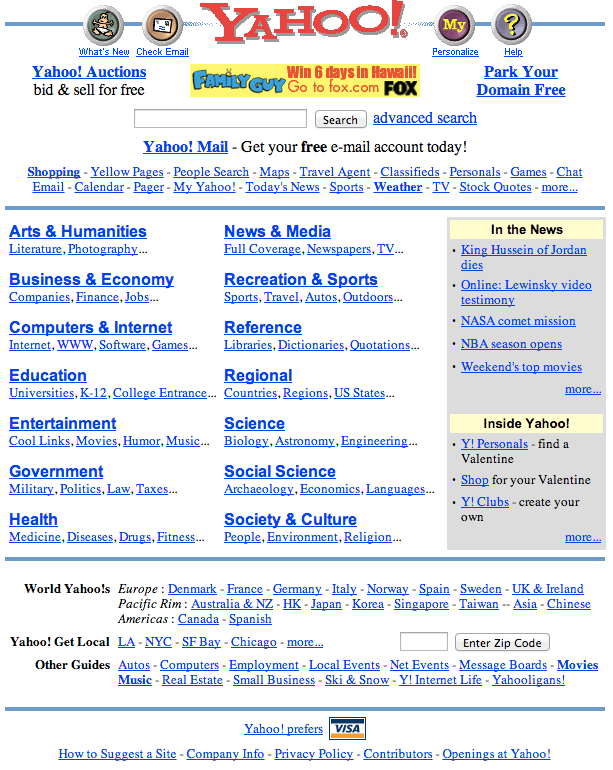 YAHOO!
What's New Check Email Personalize Help
My
?
Yahoo! Auctions
bid & sell for free
FAMILY GUY Win 6 days in Hawaii!
Go to fox.com FOX
Park Your
Domain Free
Search advanced search
Yahoo! Mail - Get your free e-mail account today!
Shopping - Yellow Pages - People Search - Maps - Travel Agent - Classifieds - Personals - Games - Chat
Email - Calendar - Pager - My Yahoo! - Today's News - Sports - Weather - TV - Stock Quotes - more...
Arts & Humanities
Literature, Photography...
Business & Economy
Companies, Finance, Jobs...
Computers & Internet
Internet, WWW, Software, Games...
Education
Universities, K-12, College Entrance...
Entertainment
Cool Links, Movies, Humor, Music...
Government
Military, Politics, Law, Taxes...
Health
Medicine, Diseases, Drugs, Fitness...
News & Media
Full Coverage, Newspapers, TV...
Recreation & Sports
Sports, Travel, Autos, Outdoors...
Reference
Libraries, Dictionaries, Quotations...
Regional
Countries, Regions, US States...
Science
Biology, Astronomy, Engineering...
Social Science
Archaeology, Economics, Languages...
Society & Culture
People, Environment, Religion...
In the News
• King Hussein of Jordan
dies
• Online: Lewinsky video
testimony
• NASA comet mission
• NBA season opens
• Weekend's top movies
more...
Inside Yahoo!
• Y! Personals - find a
Valentine
• Shop for your Valentine
• Y! Clubs - create your
own
more...
World Yahoo!s Europe : Denmark - France - Germany - Italy - Norway - Spain - Sweden - UK & Ireland
Pacific Rim : Australia & NZ - HK - Japan - Korea - Singapore - Taiwan -- Asia - Chinese
Americas : Canada - Spanish
Yahoo! Get Local LA - NYC - SF Bay - Chicago - more... Enter Zip Code
Other Guides Autos - Computers - Employment - Local Events - Net Events - Message Boards - Movies
Music - Real Estate - Small Business - Ski & Snow - Y! Internet Life - Yahooligans!
Yahoo! prefers VISA
How to Suggest a Site - Company Info - Privacy Policy - Contributors - Openings at Yahoo!